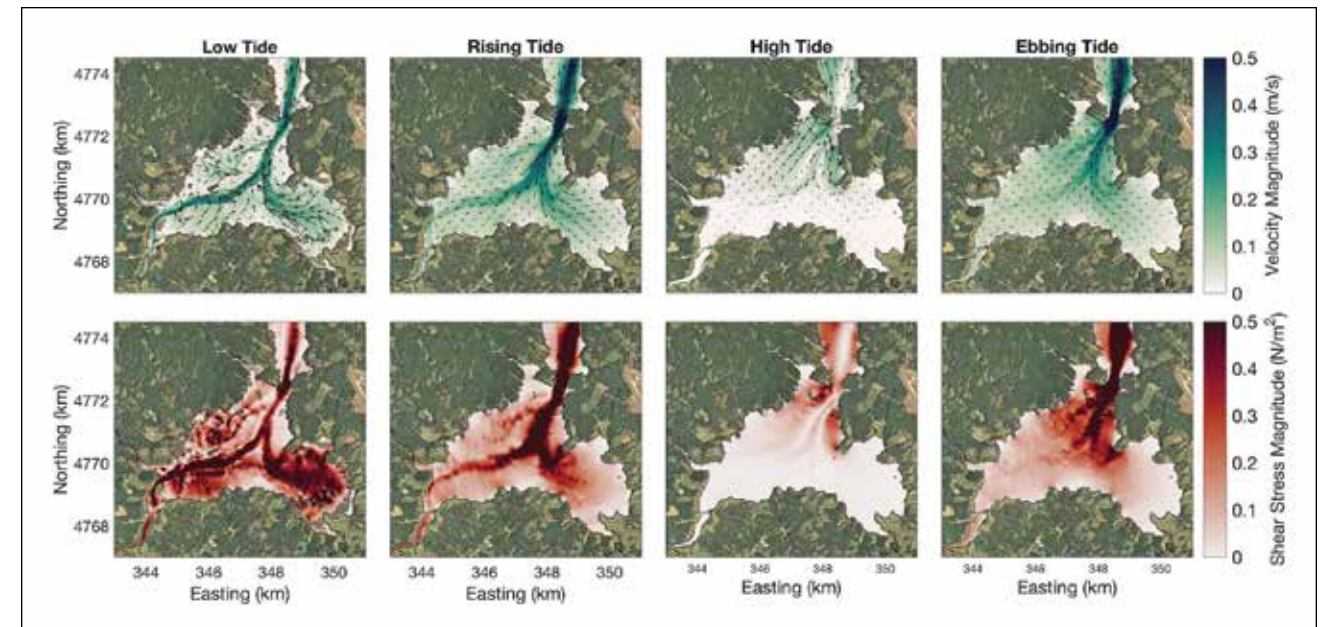 Low Tide
Rising Tide
High Tide
Ebbing Tide
4774
4772
4770
4768
Northing (km)
0.5
0.4
0.3
0.2
0.1
0
Velocity Magnitude (m/s)
4774
4772
4770
4768
Northing (km)
344 346 348 350
Easting (km)
344 346 348 350
Easting (km)
344 346 348 350
Easting (km)
344 346 348 350
Easting (km)
0.5
0.4
0.3
0.2
0.1
0
Shear Stress Magnitude (N/m²)